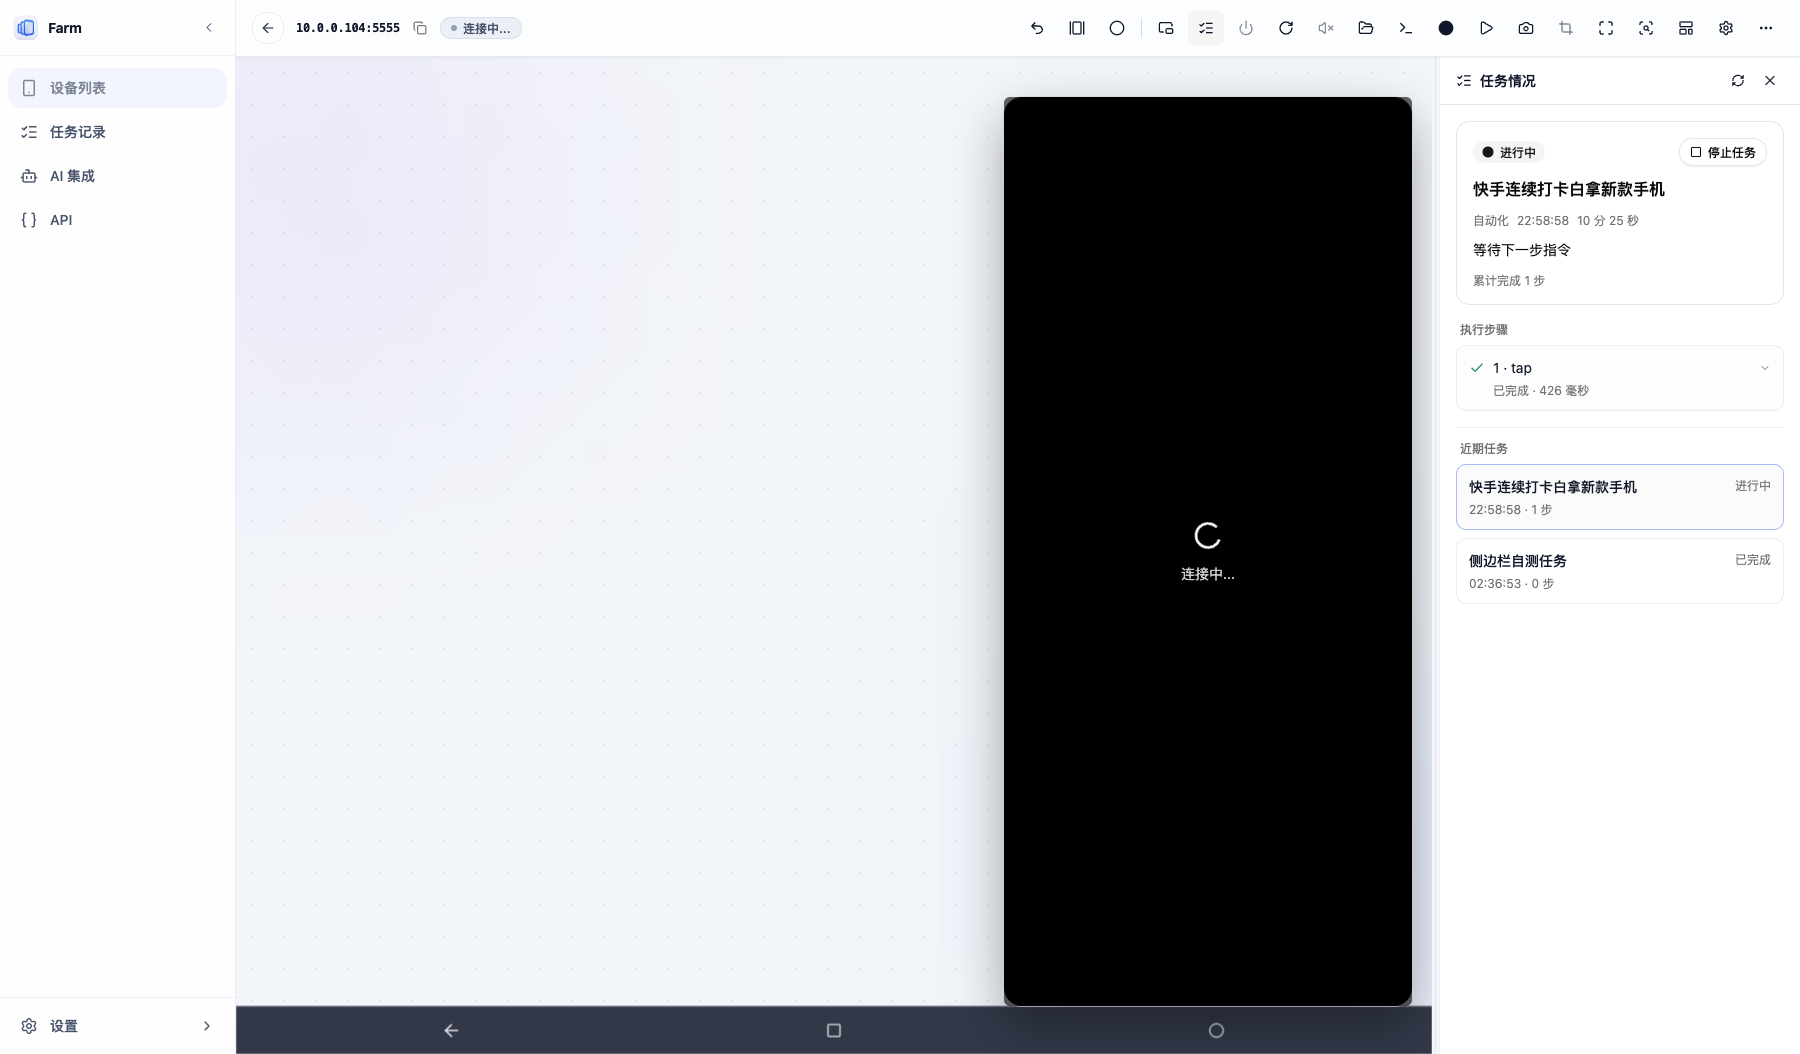 Farm
设备列表
任务记录
AI 集成
API
设置
10.0.0.104:5555
连接中...
连接中...
任务情况
进行中
停止任务
快手连续打卡白拿新款手机
自动化 22:58:58 10 分 25 秒
等待下一步指令
累计完成 1 步
执行步骤
1 · tap
已完成 · 426 毫秒
近期任务
快手连续打卡白拿新款手机
进行中
22:58:58 · 1 步
侧边栏自测任务
已完成
02:36:53 · 0 步